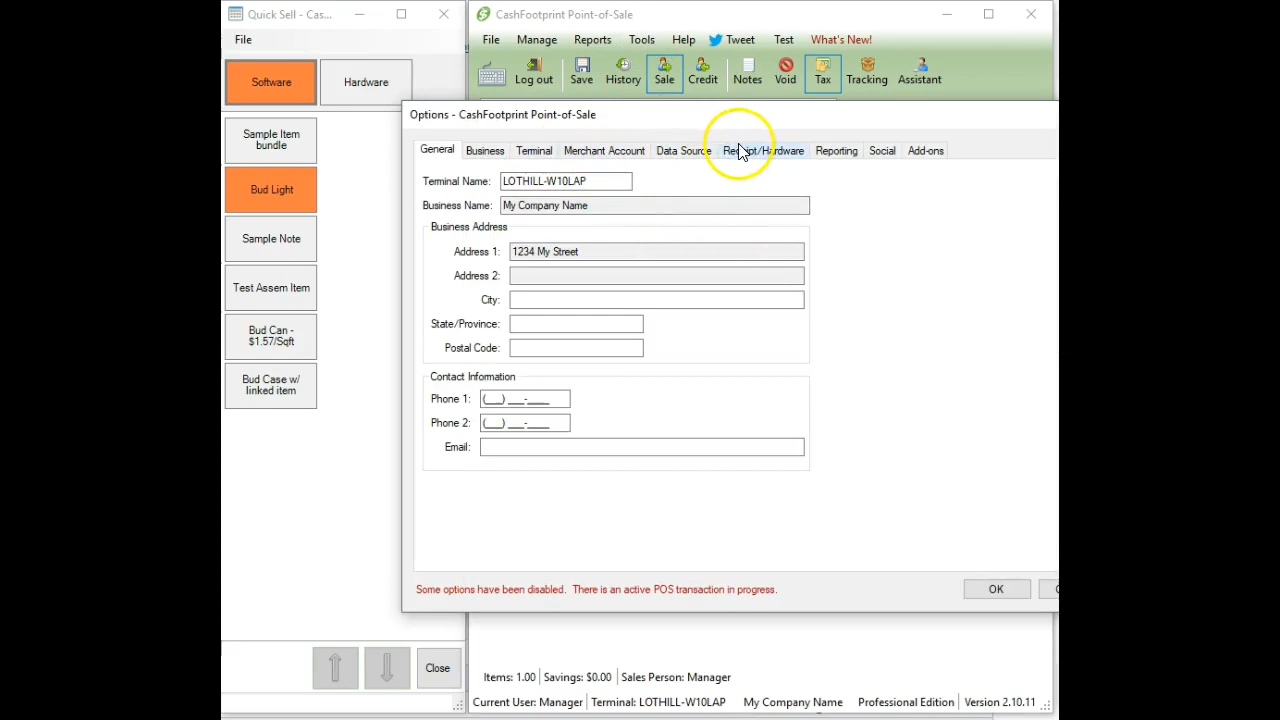 Quick Sell - Cas...
File
Software
Hardware
Sample Item
bundle
Bud Light
Sample Note
Test Assem Item
Bud Can -
$1.57/Sqft
Bud Case w/
linked item
Close
CashFootprint Point-of-Sale
File Manage Reports Tools Help Tweet Test What's New!
Log out Save History Sale Credit Notes Void Tax Tracking Assistant
Options - CashFootprint Point-of-Sale
General Business Terminal Merchant Account Data Source Receipt/Hardware Reporting Social Add-ons
Terminal Name: LOTHILL-W10LAP
Business Name: My Company Name
Business Address
Address 1: 1234 My Street
Address 2:
City:
State/Province:
Postal Code:
Contact Information
Phone 1: (___) ___-____
Phone 2: (___) ___-____
Email:
Some options have been disabled. There is an active POS transaction in progress.
OK
Items: 1.00 Savings: $0.00 Sales Person: Manager
Current User: Manager Terminal: LOTHILL-W10LAP My Company Name Professional Edition Version 2.10.11